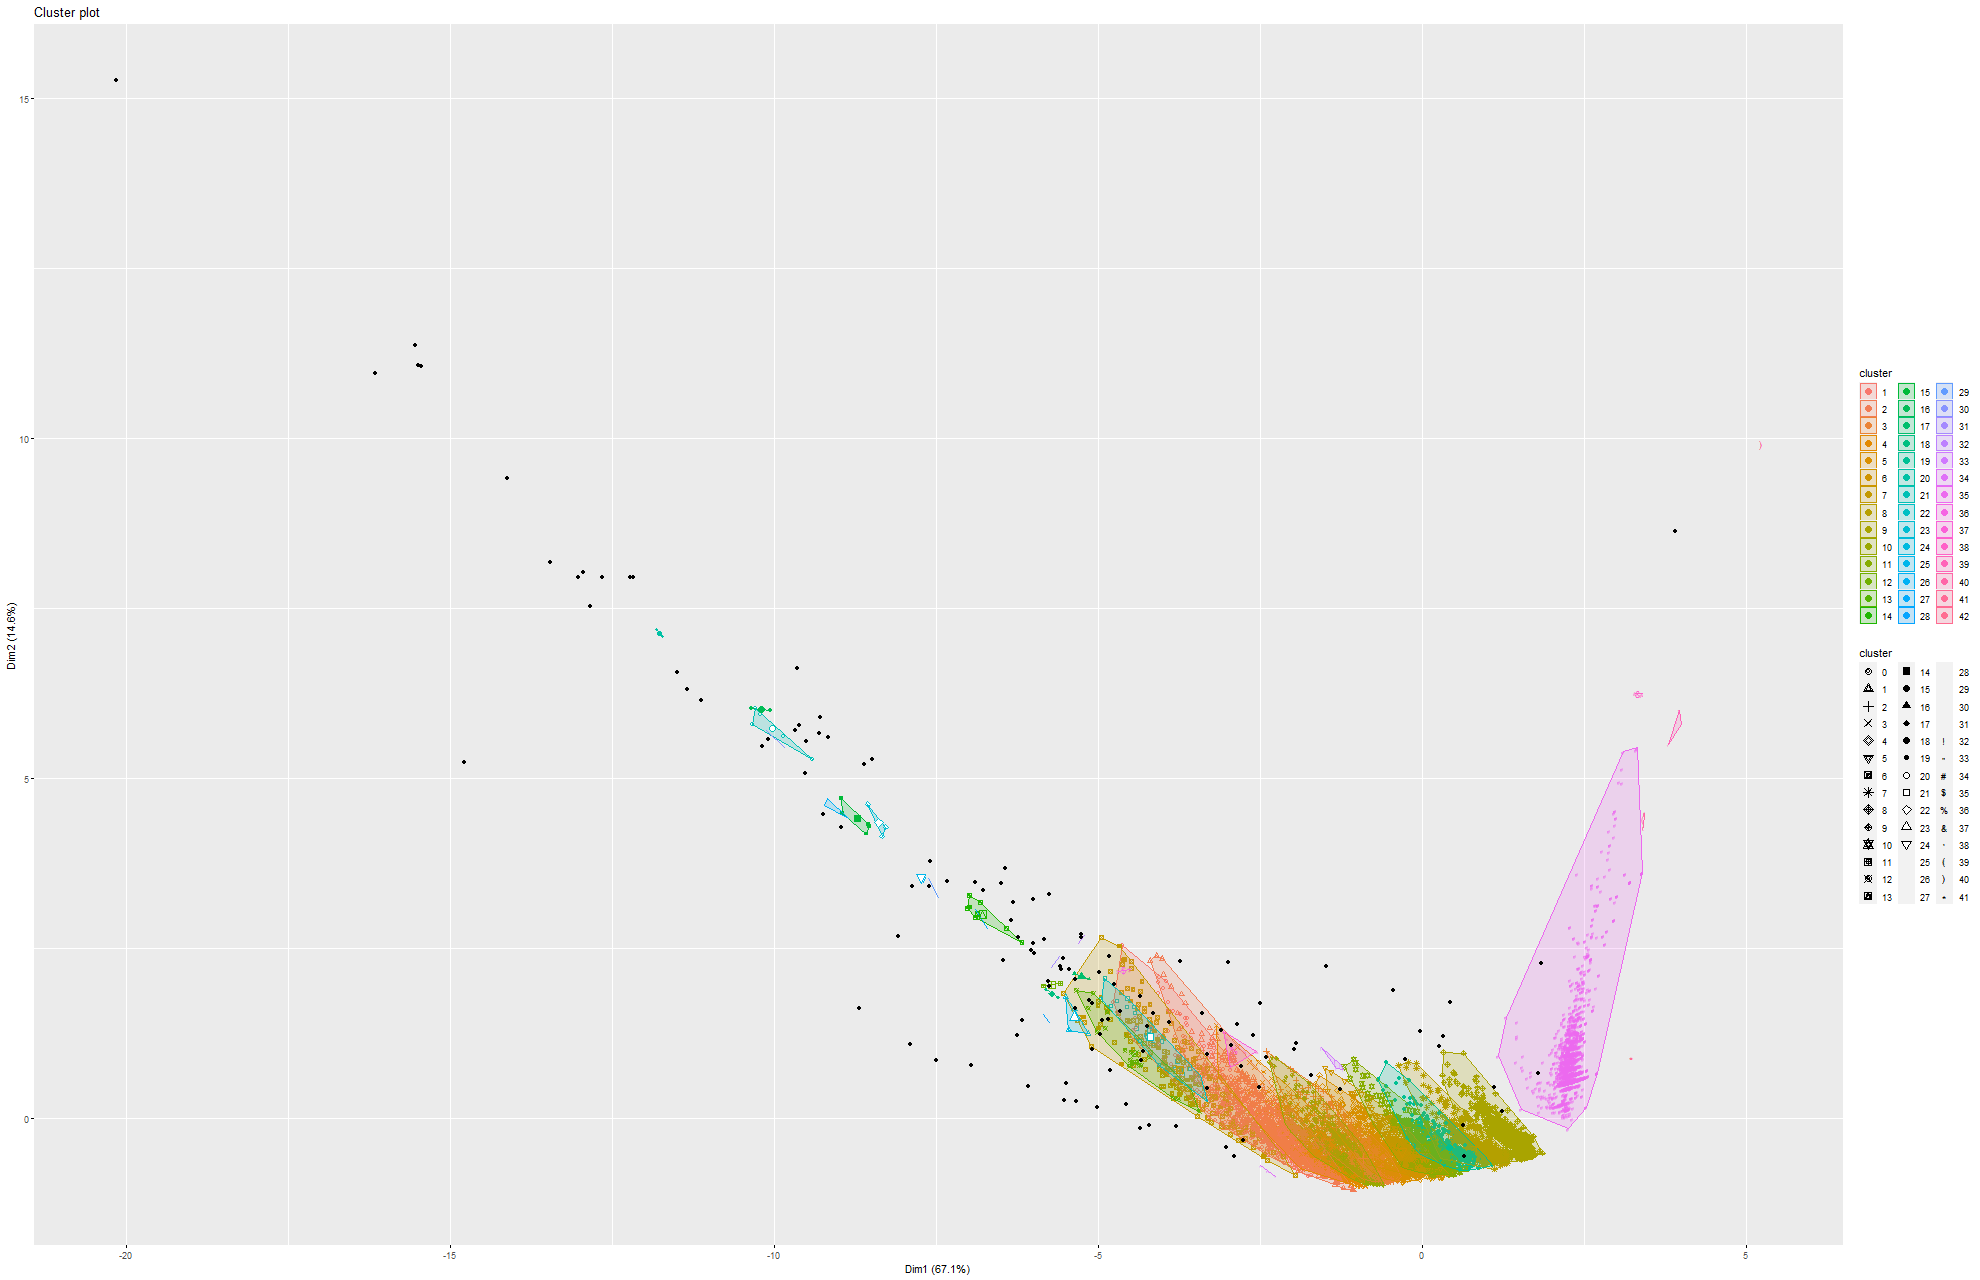 Cluster plot
15
10
5
0
Dim2 (14.6%)
-20 -15 -10 -5 0 5
Dim1 (67.1%)
cluster
1 15 29
2 16 30
3 17 31
4 18 32
5 19 33
6 20 34
7 21 35
8 22 36
9 23 37
10 24 38
11 25 39
12 26 40
13 27 41
14 28 42
cluster
0 14 28
1 15 29
2 16 30
3 17 31
4 18 ! 32
5 19 33
6 20 # 34
7 21 $ 35
8 22 % 36
9 23 & 37
10 24 38
11 25 ( 39
12 26 ) 40
13 27 41